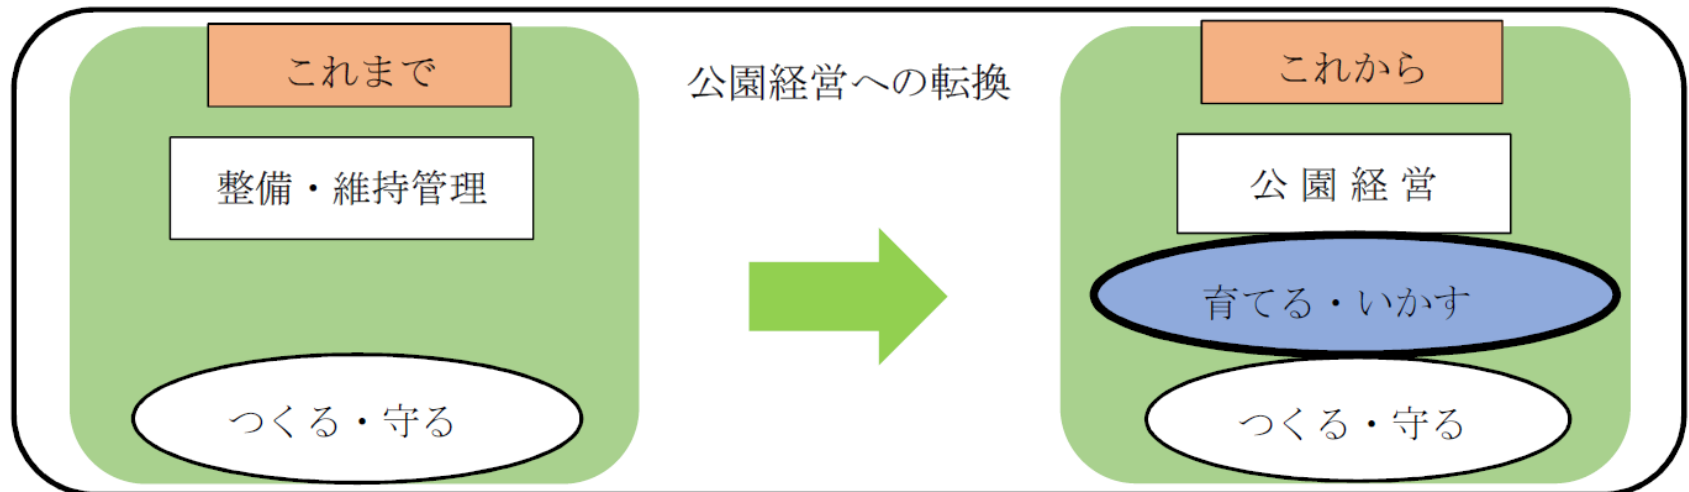 これまで
整備・維持管理
つくる・守る
公園経営への転換
これから
公園経営
育てる・いかす
つくる・守る